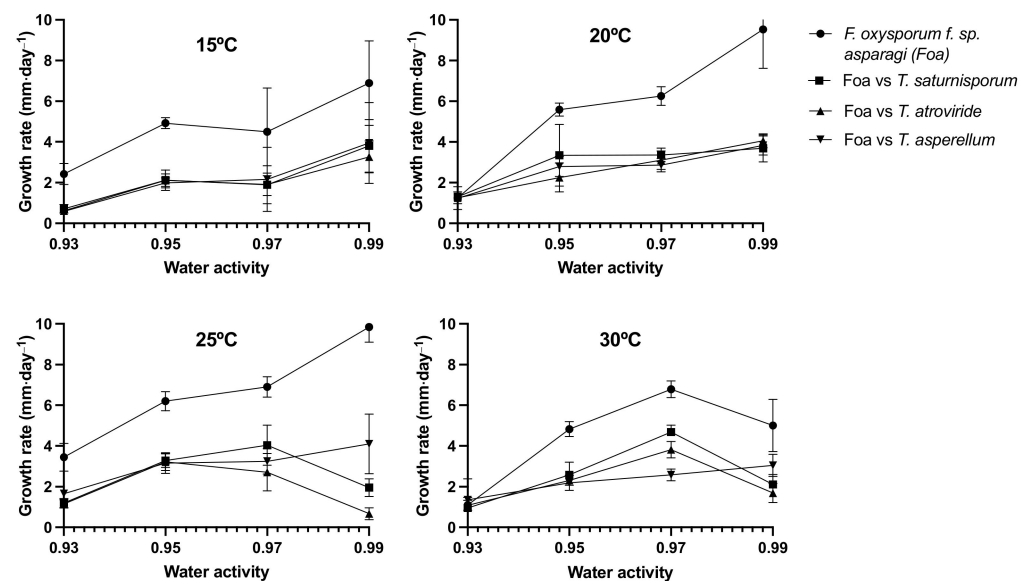 15ºC
Growth rate (mm·day⁻¹)
10
8
6
4
2
0
0.93 0.95 0.97 0.99
Water activity
20ºC
Growth rate (mm·day⁻¹)
10
8
6
4
2
0
0.93 0.95 0.97 0.99
Water activity
F. oxysporum f. sp.
asparagi (Foa)
Foa vs T. saturnisporum
Foa vs T. atroviride
Foa vs T. asperellum
25ºC
Growth rate (mm·day⁻¹)
10
8
6
4
2
0
0.93 0.95 0.97 0.99
Water activity
30ºC
Growth rate (mm·day⁻¹)
10
8
6
4
2
0
0.93 0.95 0.97 0.99
Water activity